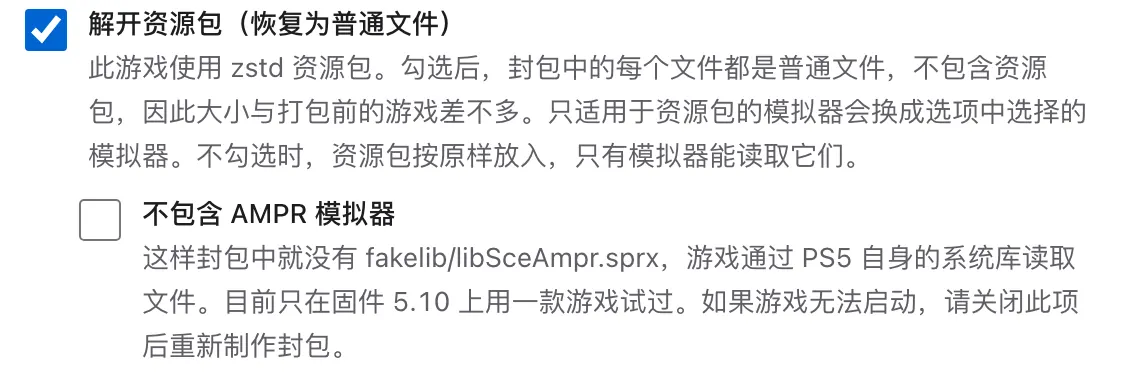 解开资源包（恢复为普通文件）
此游戏使用 zstd 资源包。勾选后，封包中的每个文件都是普通文件，不包含资源
包，因此大小与打包前的游戏差不多。只适用于资源包的模拟器会换成选项中选择的
模拟器。不勾选时，资源包按原样放入，只有模拟器能读取它们。
不包含 AMPR 模拟器
这样封包中就没有 fakelib/libSceAmpr.sprx，游戏通过 PS5 自身的系统库读取
文件。目前只在固件 5.10 上用一款游戏试过。如果游戏无法启动，请关闭此项
后重新制作封包。